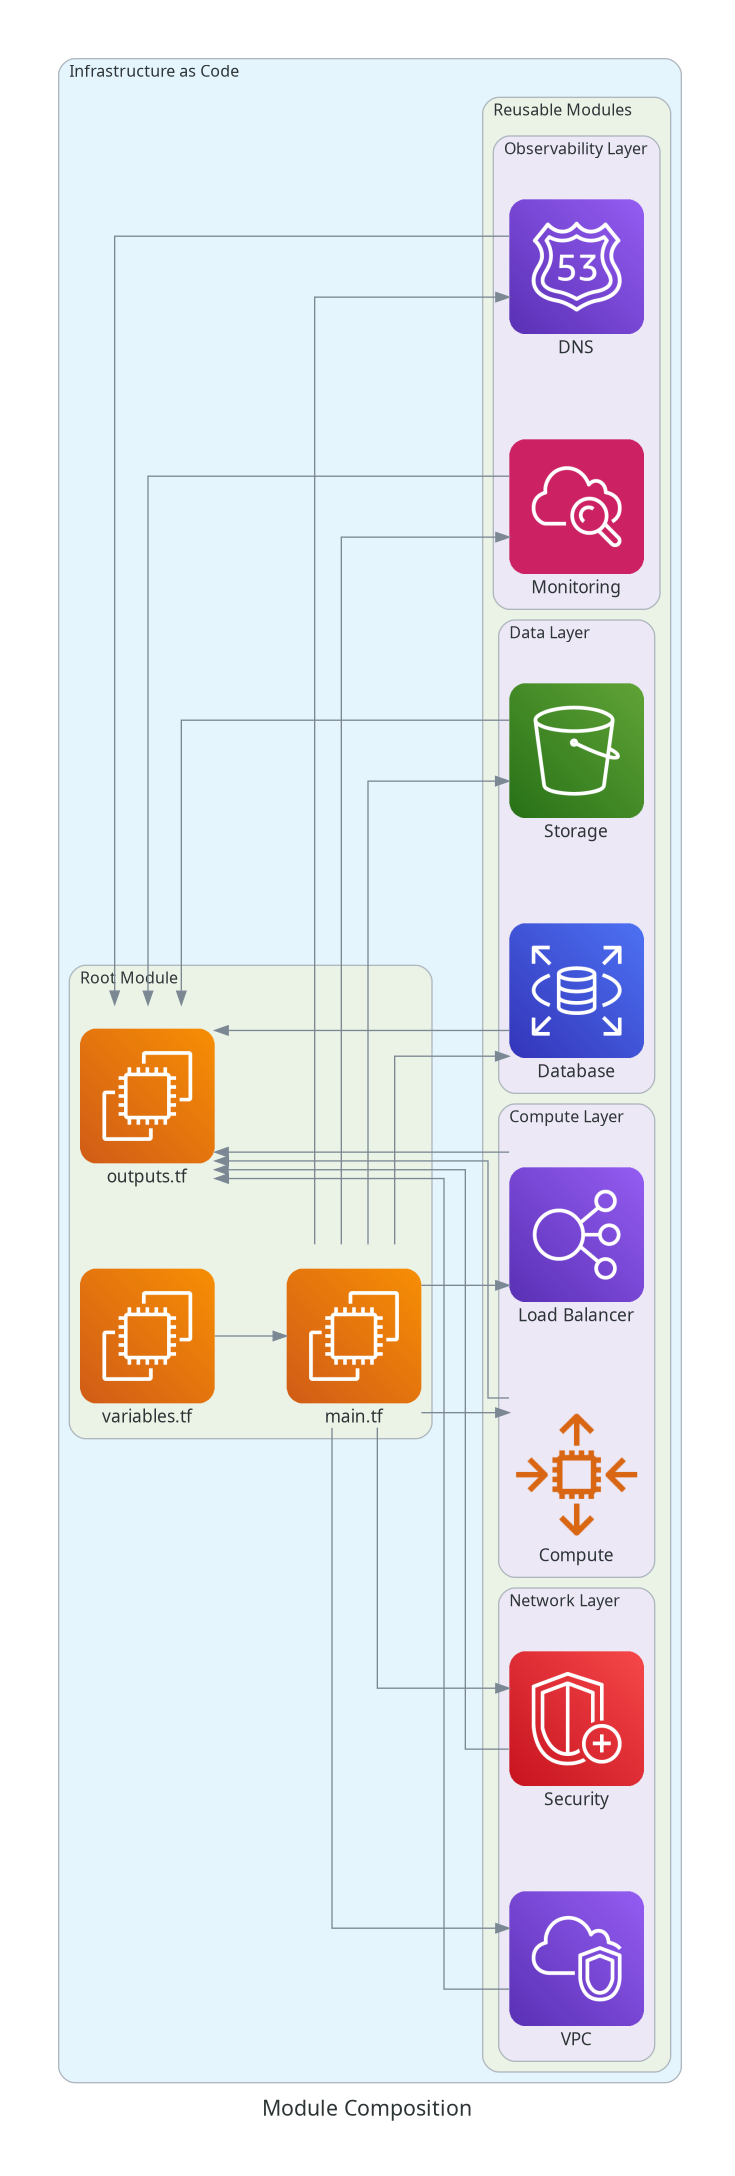 Infrastructure as Code
Reusable Modules
Observability Layer
53
DNS
Monitoring
Data Layer
Storage
Database
Root Module
outputs.tf
variables.tf
main.tf
Compute Layer
Load Balancer
Compute
Network Layer
Security
VPC
Module Composition